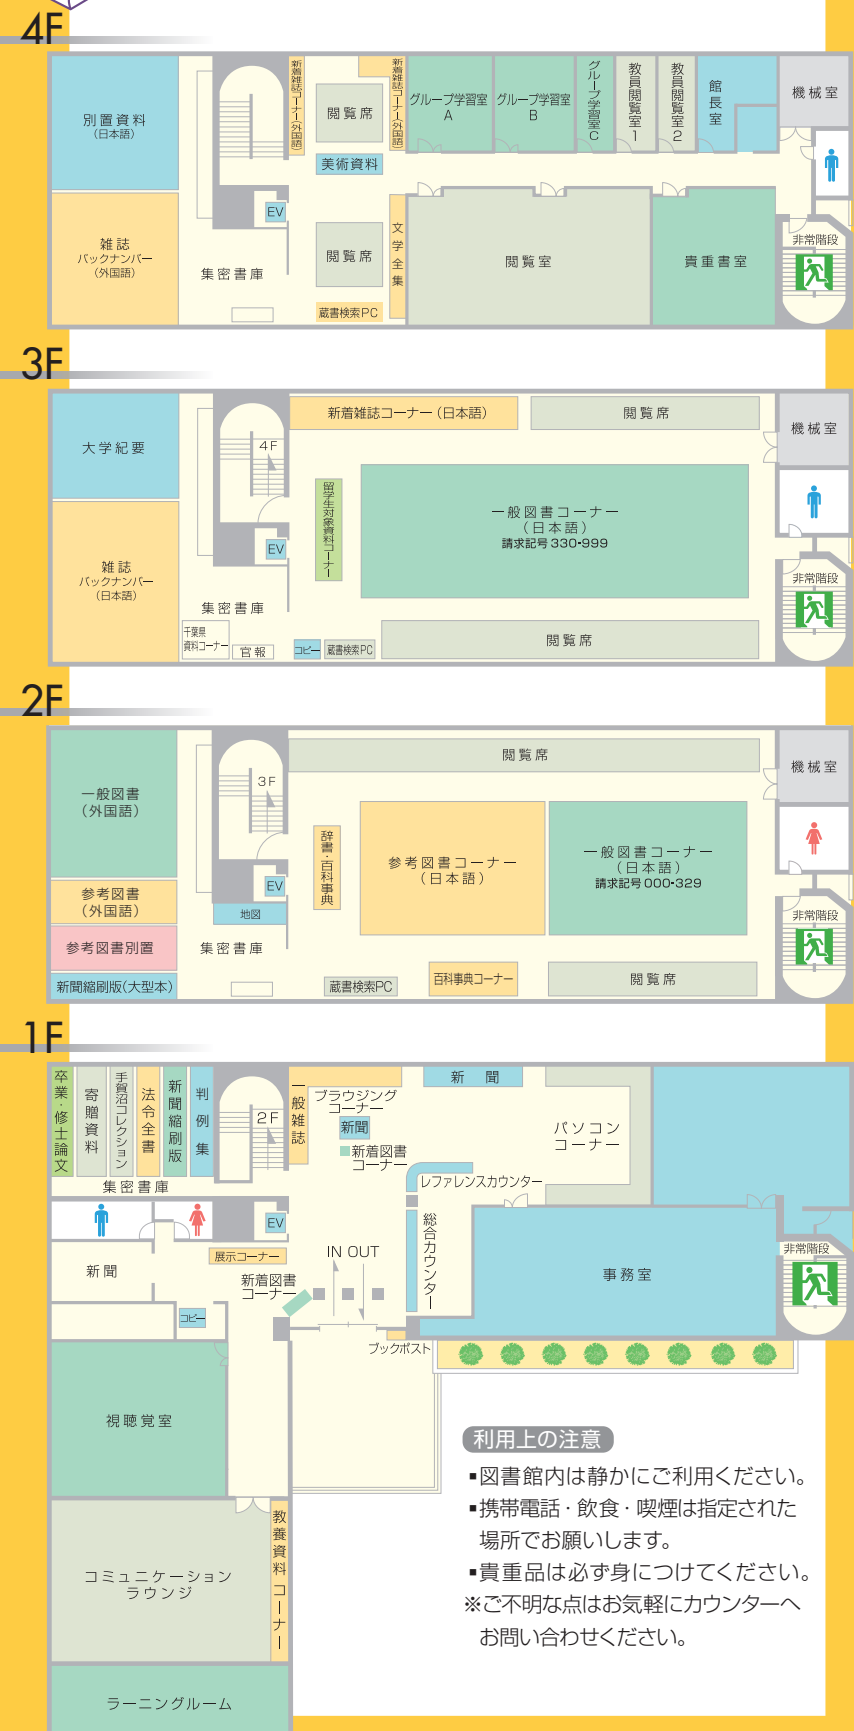 4F
別置資料
(日本語)
雑誌
バックナンバー
(外国語)
集密書庫
EV
新着雑誌コーナー(外国語)
閲覧席
美術資料
閲覧席
蔵書検索PC
新着雑誌コーナー(外国語)
文学全集
グループ学習室
A
グループ学習室
B
グループ学習室C
教員閲覧室1
教員閲覧室2
館長室
機械室
閲覧室
貴重書室
非常階段
3F
大学紀要
雑誌
バックナンバー
(日本語)
集密書庫
4F
EV
千葉県
資料コーナー
官報
コピー
蔵書検索PC
新着雑誌コーナー(日本語)
閲覧席
留学生対象資料コーナー
一般図書コーナー
(日本語)
請求記号330-999
閲覧席
機械室
非常階段
2F
一般図書
(外国語)
参考図書
(外国語)
参考図書別置
新聞縮刷版(大型本)
3F
EV
地図
集密書庫
閲覧席
辞書・百科事典
参考図書コーナー
(日本語)
一般図書コーナー
(日本語)
請求記号000-329
蔵書検索PC
百科事典コーナー
閲覧席
機械室
非常階段
1F
卒業・修士論文
寄贈資料
手賀沼コレクション
法令全書
新聞縮刷版
判例集
集密書庫
2F
EV
一般雑誌
ブラウジング
コーナー
新聞
新着図書
コーナー
新聞
パソコン
コーナー
レファレンスカウンター
総合カウンター
事務室
非常階段
新聞
展示コーナー
新着図書
コーナー
IN OUT
コピー
ブックポスト
視聴覚室
コミュニケーション
ラウンジ
教養資料コーナー
ラーニングルーム
利用上の注意
▪図書館内は静かにご利用ください。
▪携帯電話・飲食・喫煙は指定された
場所でお願いします。
▪貴重品は必ず身につけてください。
※ご不明な点はお気軽にカウンターへ
お問い合わせください。